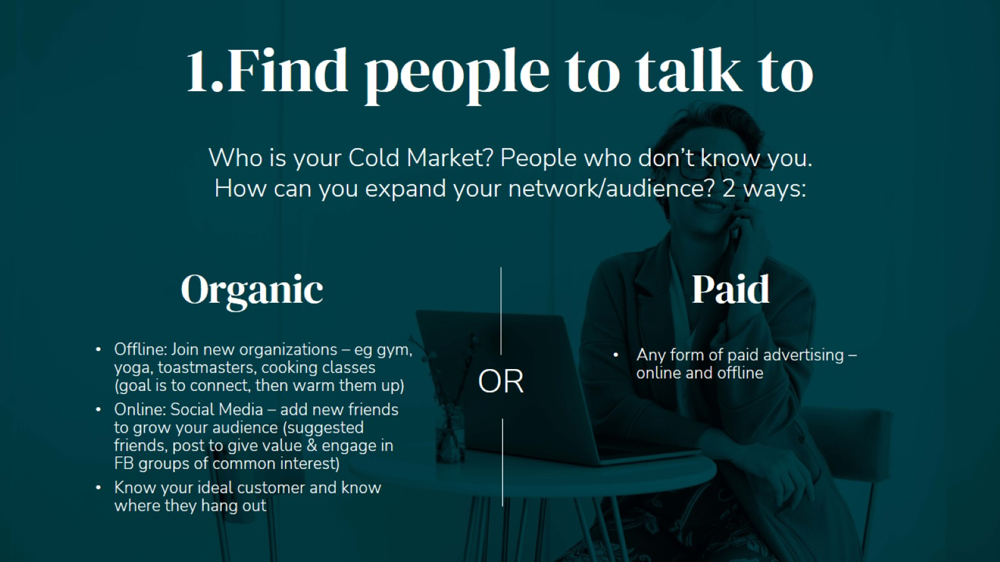 1.Find people to talk to
Who is your Cold Market? People who don’t know you.
How can you expand your network/audience? 2 ways:
Organic
• Offline: Join new organizations – eg gym,
yoga, toastmasters, cooking classes
(goal is to connect, then warm them up)
• Online: Social Media – add new friends
to grow your audience (suggested
friends, post to give value & engage in
FB groups of common interest)
• Know your ideal customer and know
where they hang out
OR
Paid
• Any form of paid advertising –
online and offline